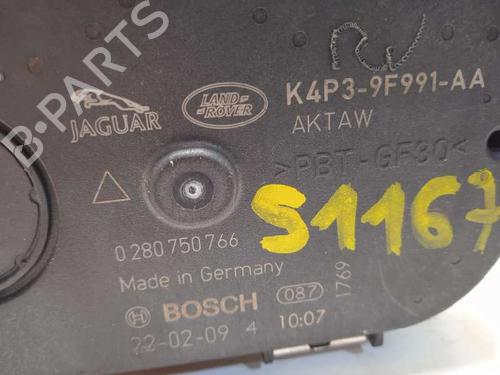 B-PARTS
RW
JAGUAR
LAND-
ROVER
K4P3-9F991-AA
AKTAW
>PBT-GF30<
S1167
0 280 750 766
Made in Germany
1769
BOSCH 087
22-02-09 4 10:07